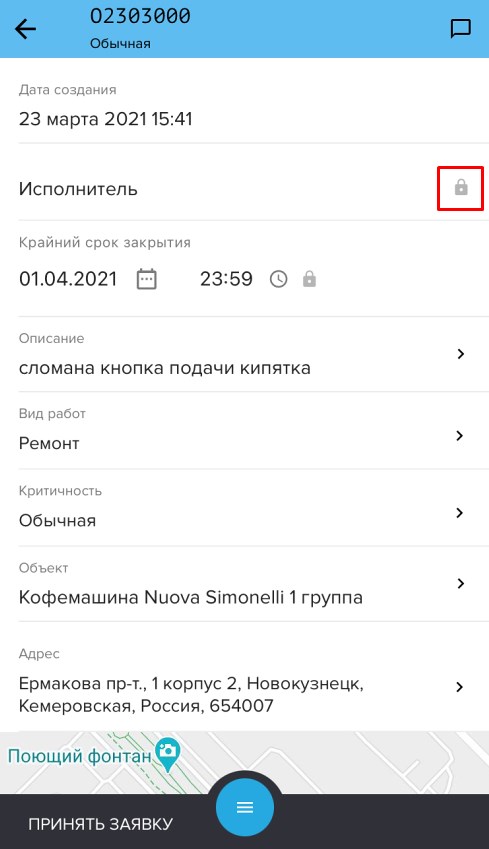 02303000
Обычная
Дата создания
23 марта 2021 15:41
Исполнитель
Крайний срок закрытия
01.04.2021 23:59
Описание
сломана кнопка подачи кипятка
Вид работ
Ремонт
Критичность
Обычная
Объект
Кофемашина Nuova Simonelli 1 группа
Адрес
Ермакова пр-т., 1 корпус 2, Новокузнецк,
Кемеровская, Россия, 654007
Поющий фонтан
ПРИНЯТЬ ЗАЯВКУ